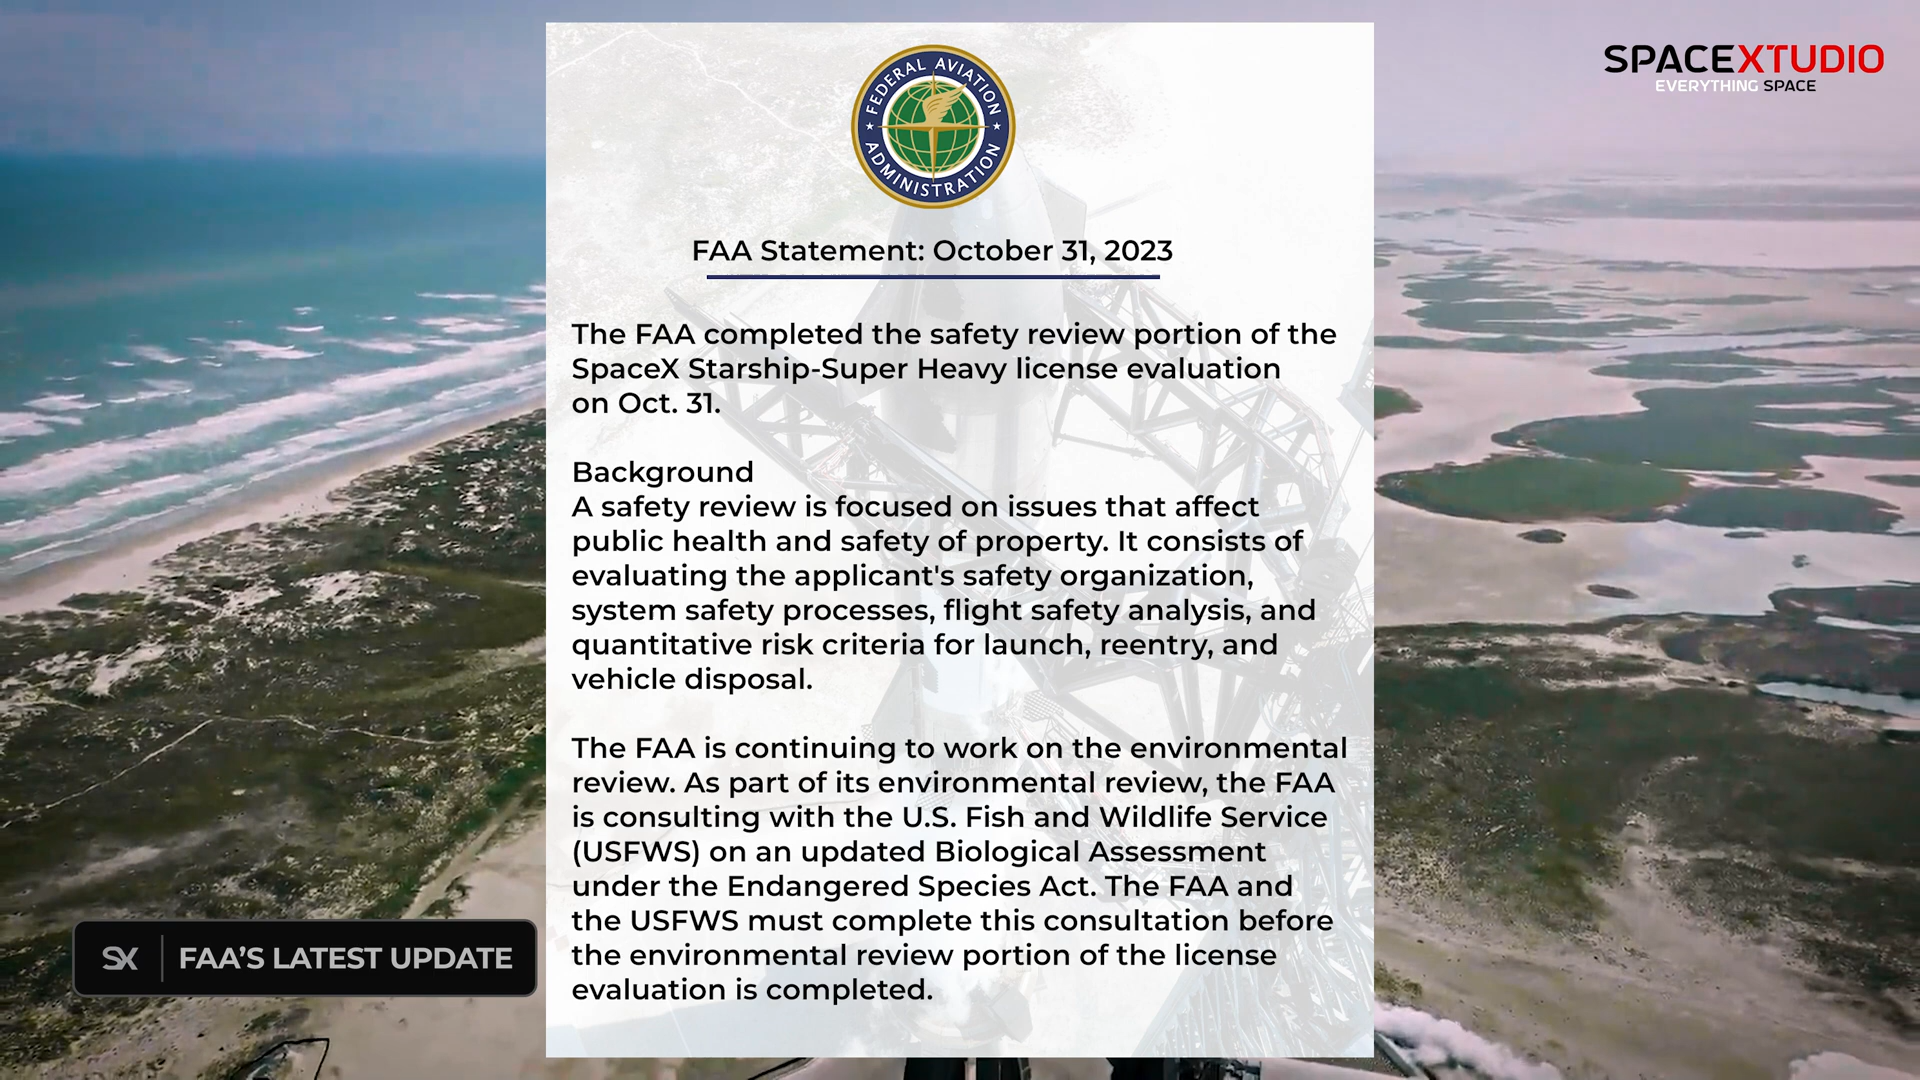 SPACEXTUDIO
EVERYTHING SPACE
FEDERAL AVIATION
ADMINISTRATION
FAA Statement: October 31, 2023
The FAA completed the safety review portion of the
SpaceX Starship-Super Heavy license evaluation
on Oct. 31.
Background
A safety review is focused on issues that affect
public health and safety of property. It consists of
evaluating the applicant's safety organization,
system safety processes, flight safety analysis, and
quantitative risk criteria for launch, reentry, and
vehicle disposal.
The FAA is continuing to work on the environmental
review. As part of its environmental review, the FAA
is consulting with the U.S. Fish and Wildlife Service
(USFWS) on an updated Biological Assessment
under the Endangered Species Act. The FAA and
the USFWS must complete this consultation before
the environmental review portion of the license
evaluation is completed.
SX FAA’S LATEST UPDATE